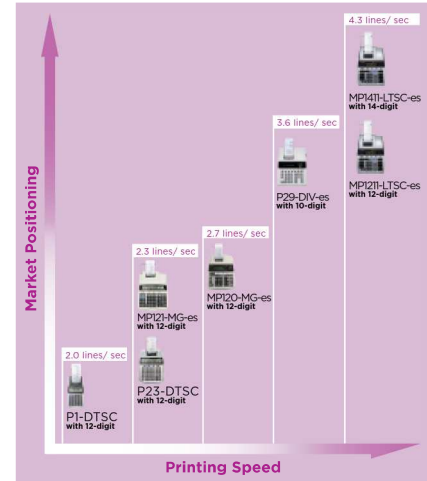 4.3 lines/ sec
MP1411-LTSC-es
with 14-digit
3.6 lines/ sec
MP1211-LTSC-es
with 12-digit
P29-DIV-es
with 10-digit
2.7 lines/ sec
2.3 lines/ sec
MP120-MG-es
with 12-digit
MP121-MG-es
with 12-digit
2.0 lines/ sec
P23-DTSC
with 12-digit
P1-DTSC
with 12-digit
Market Positioning
Printing Speed